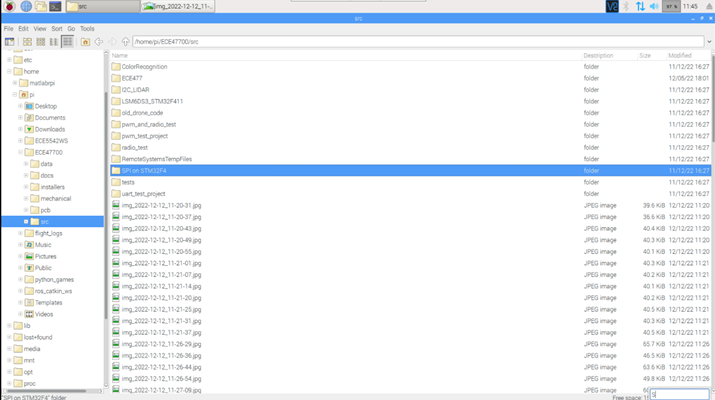 src
img_2022-12-12_11-...
11:45
src
File Edit View Sort Go Tools
/home/pi/ECE47700/src
Name Description Size Modified
etc
home
matlabrpi
pi
Desktop
Documents
Downloads
ECE5542WS
ECE47700
data
docs
installers
mechanical
pcb
src
flight_logs
Music
Pictures
Public
python_games
ros_catkin_ws
Templates
Videos
lib
lost+found
media
mnt
opt
proc
ColorRecognition folder 11/12/22 16:27
ECE477 folder 12/05/22 18:01
I2C_LIDAR folder 11/12/22 16:27
LSM6DS3_STM32F411 folder 11/12/22 16:27
old_drone_code folder 11/12/22 16:27
pwm_and_radio_test folder 11/12/22 16:27
pwm_test_project folder 11/12/22 16:27
radio_test folder 11/12/22 16:27
RemoteSystemsTempFiles folder 11/12/22 16:27
SPI on STM32F4 folder 11/12/22 16:27
tests folder 11/12/22 16:27
uart_test_project folder 11/12/22 16:27
img_2022-12-12_11-20-31.jpg JPEG image 39.6 KiB 12/12/22 11:20
img_2022-12-12_11-20-37.jpg JPEG image 36.6 KiB 12/12/22 11:20
img_2022-12-12_11-20-43.jpg JPEG image 40.4 KiB 12/12/22 11:20
img_2022-12-12_11-20-49.jpg JPEG image 40.3 KiB 12/12/22 11:20
img_2022-12-12_11-20-55.jpg JPEG image 40.1 KiB 12/12/22 11:20
img_2022-12-12_11-21-01.jpg JPEG image 40.3 KiB 12/12/22 11:21
img_2022-12-12_11-21-07.jpg JPEG image 40.2 KiB 12/12/22 11:21
img_2022-12-12_11-21-14.jpg JPEG image 40.1 KiB 12/12/22 11:21
img_2022-12-12_11-21-20.jpg JPEG image 40.2 KiB 12/12/22 11:21
img_2022-12-12_11-21-25.jpg JPEG image 40.5 KiB 12/12/22 11:21
img_2022-12-12_11-21-31.jpg JPEG image 40.3 KiB 12/12/22 11:21
img_2022-12-12_11-21-37.jpg JPEG image 40.5 KiB 12/12/22 11:21
img_2022-12-12_11-26-29.jpg JPEG image 65.7 KiB 12/12/22 11:26
img_2022-12-12_11-26-36.jpg JPEG image 46.5 KiB 12/12/22 11:26
img_2022-12-12_11-26-44.jpg JPEG image 63.6 KiB 12/12/22 11:26
img_2022-12-12_11-26-54.jpg JPEG image 49.8 KiB 12/12/22 11:26
img_2022-12-12_11-27-09.jpg JPEG image
"SPI on STM32F4" folder
Free space:
S